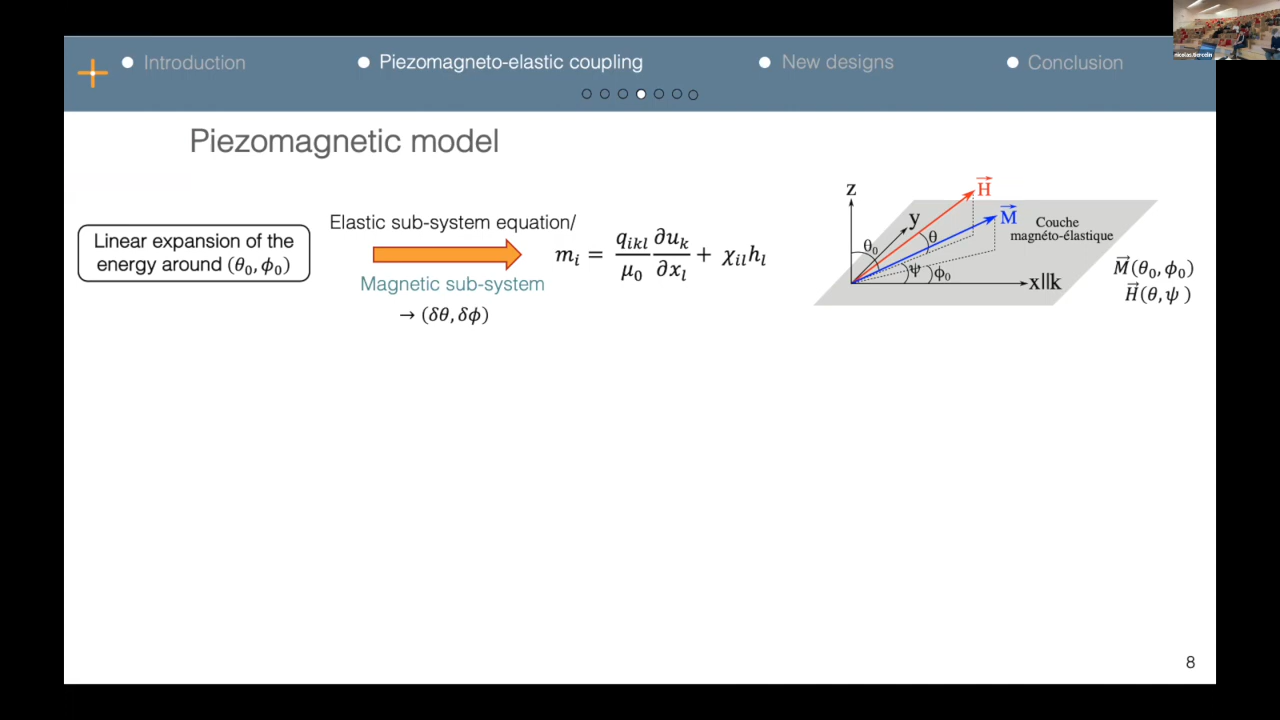 Introduction
Piezomagneto-elastic coupling
New designs
Conclusion
Piezomagnetic model
Linear expansion of the
energy around (θ₀, ϕ₀)
Elastic sub-system equation/
Magnetic sub-system
→ (δθ, δϕ)
mᵢ = qᵢₖₗ/μ₀ ∂uₖ/∂xₗ + χᵢₗhₗ
z
H
y
M
Couche
magnéto-élastique
θ₀
θ
ψ
ϕ₀
x||k
M(θ₀, ϕ₀)
H(θ, ψ)
8